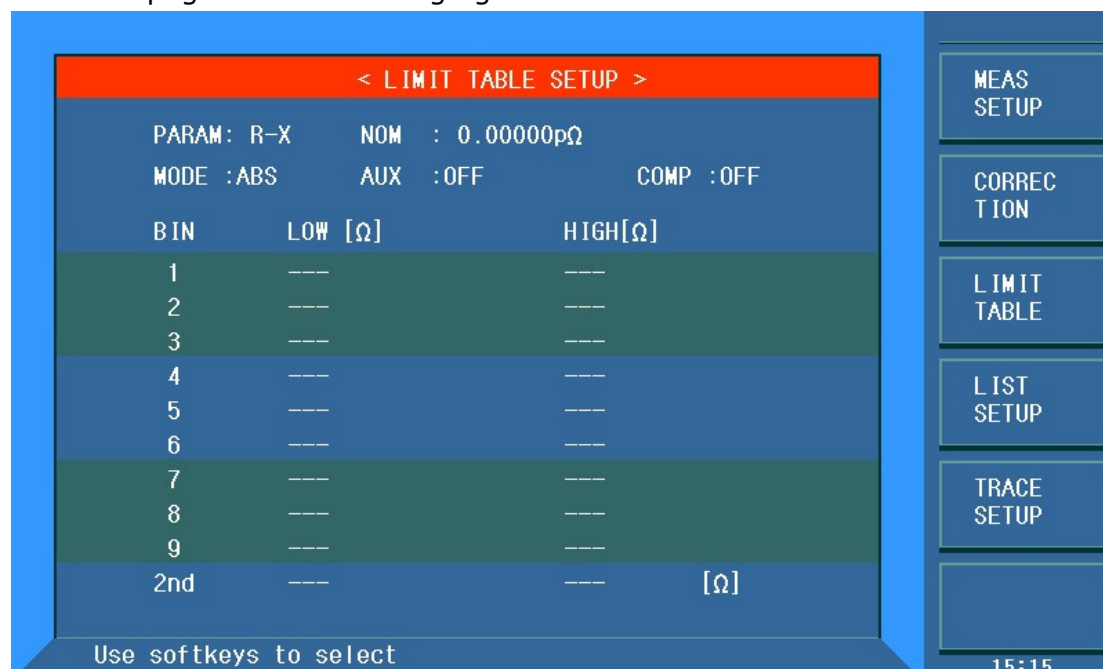 < LIMIT TABLE SETUP >
PARAM: R-X NOM : 0.00000pΩ
MODE :ABS AUX :OFF COMP :OFF
BIN LOW [Ω] HIGH[Ω]
1 --- ---
2 --- ---
3 --- ---
4 --- ---
5 --- ---
6 --- ---
7 --- ---
8 --- ---
9 --- ---
2nd --- --- [Ω]
Use softkeys to select
MEAS
SETUP
CORREC
TION
LIMIT
TABLE
LIST
SETUP
TRACE
SETUP
15:15